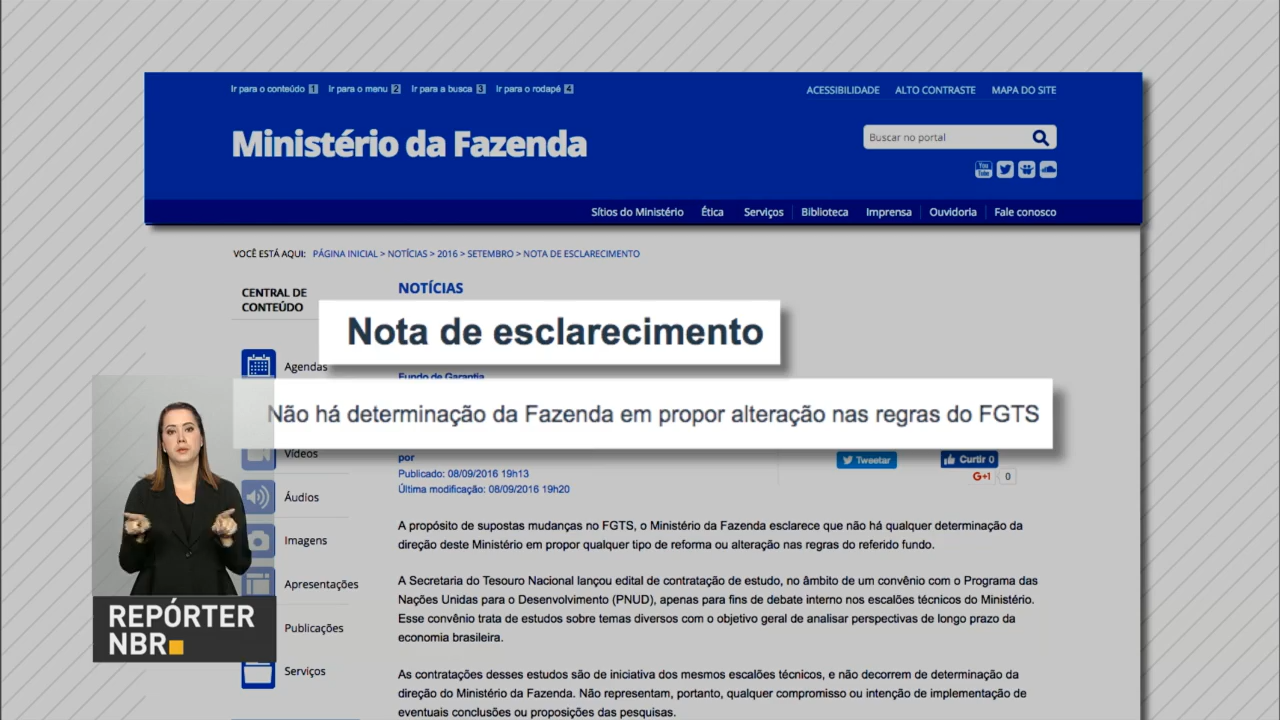 Ir para o conteúdo 1 Ir para o menu 2 Ir para a busca 3 Ir para o rodapé 4
ACESSIBILIDADE ALTO CONTRASTE MAPA DO SITE
Ministério da Fazenda
Buscar no portal
You Tube
Sítios do Ministério Ética Serviços Biblioteca Imprensa Ouvidoria Fale conosco
VOCÊ ESTÁ AQUI: PÁGINA INICIAL > NOTÍCIAS > 2016 > SETEMBRO > NOTA DE ESCLARECIMENTO
CENTRAL DE
CONTEÚDO
Agendas
Vídeos
Áudios
Imagens
Apresentações
Publicações
Serviços
NOTÍCIAS
Nota de esclarecimento
Fundo de Garantia
Não há determinação da Fazenda em propor alteração nas regras do FGTS
por
Publicado: 08/09/2016 19h13
Última modificação: 08/09/2016 19h20
Tweetar
Curtir 0
G+1 0
A propósito de supostas mudanças no FGTS, o Ministério da Fazenda esclarece que não há qualquer determinação da
direção deste Ministério em propor qualquer tipo de reforma ou alteração nas regras do referido fundo.
A Secretaria do Tesouro Nacional lançou edital de contratação de estudo, no âmbito de um convênio com o Programa das
Nações Unidas para o Desenvolvimento (PNUD), apenas para fins de debate interno nos escalões técnicos do Ministério.
Esse convênio trata de estudos sobre temas diversos com o objetivo geral de analisar perspectivas de longo prazo da
economia brasileira.
As contratações desses estudos são de iniciativa dos mesmos escalões técnicos, e não decorrem de determinação da
direção do Ministério da Fazenda. Não representam, portanto, qualquer compromisso ou intenção de implementação de
eventuais conclusões ou proposições das pesquisas.
REPÓRTER
NBR